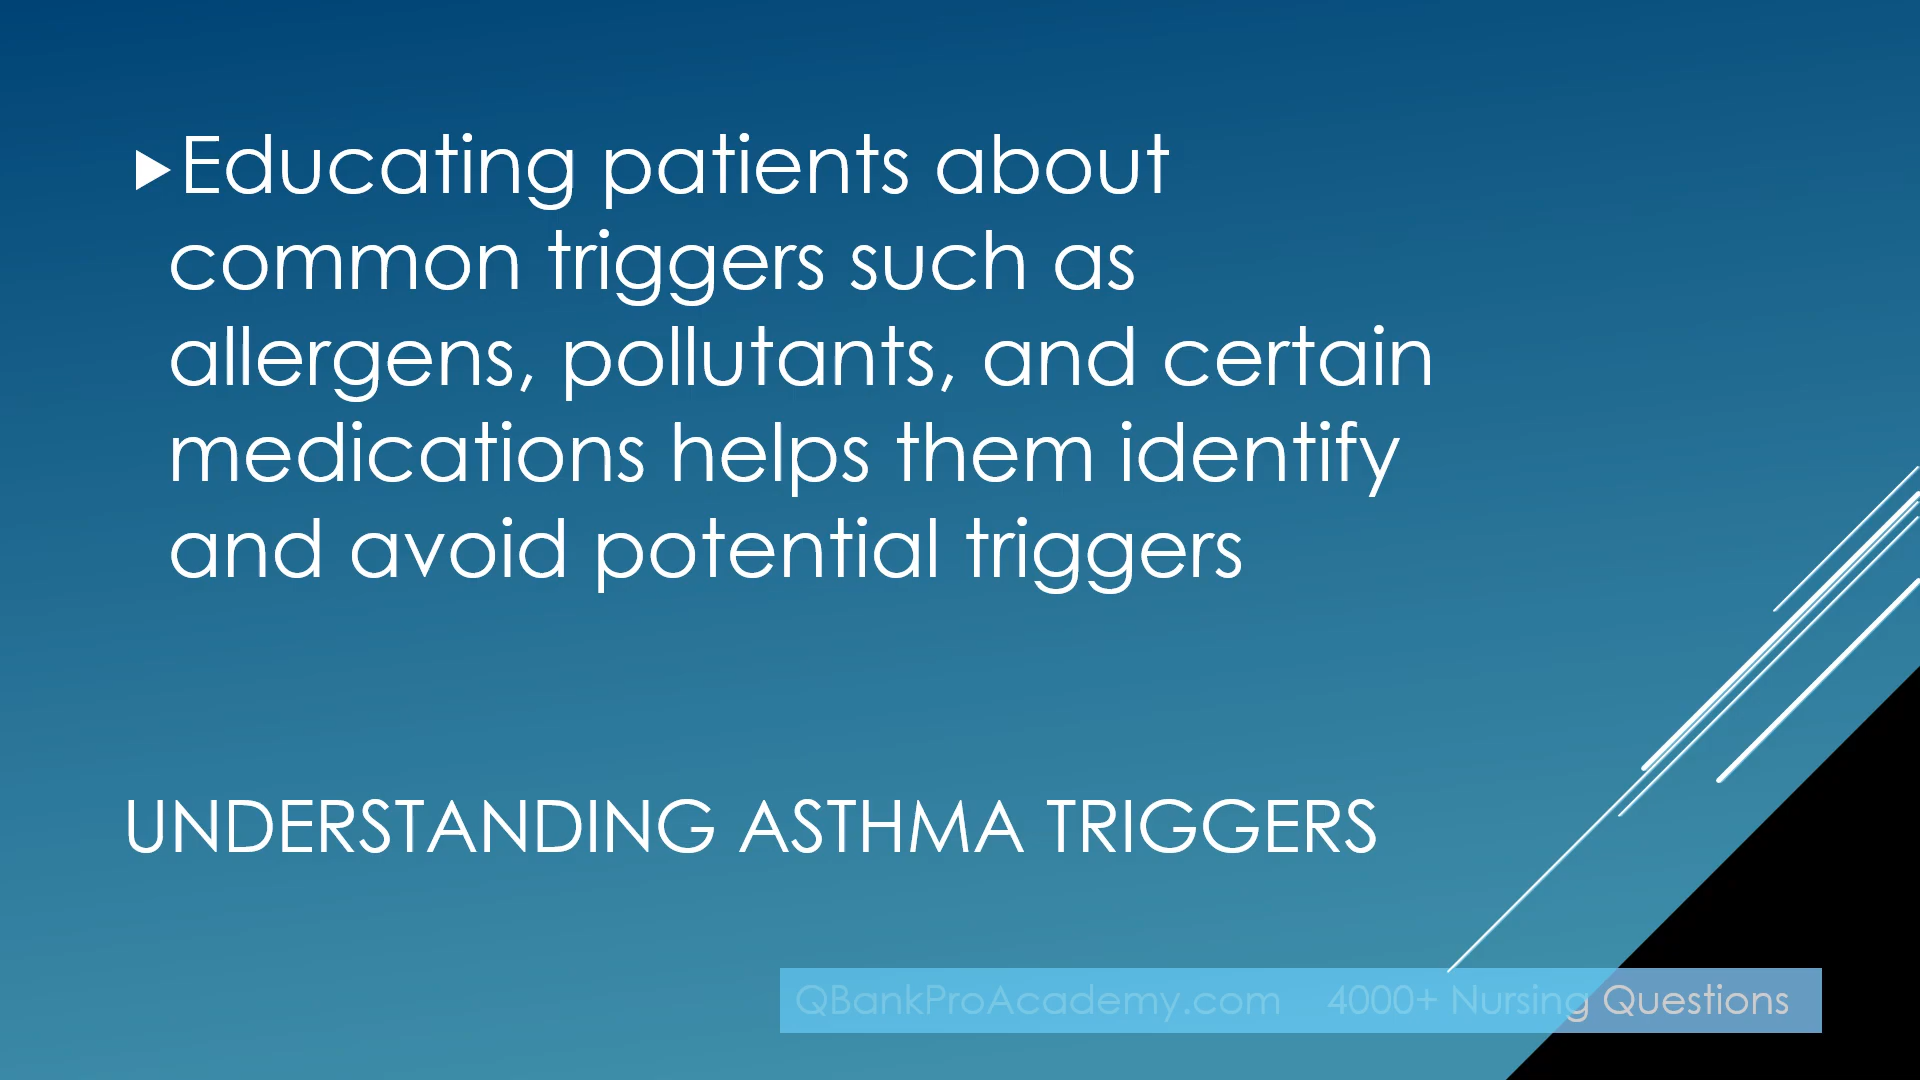 Educating patients about
common triggers such as
allergens, pollutants, and certain
medications helps them identify
and avoid potential triggers
UNDERSTANDING ASTHMA TRIGGERS
QBankProAcademy.com 4000+ Nursing Questions